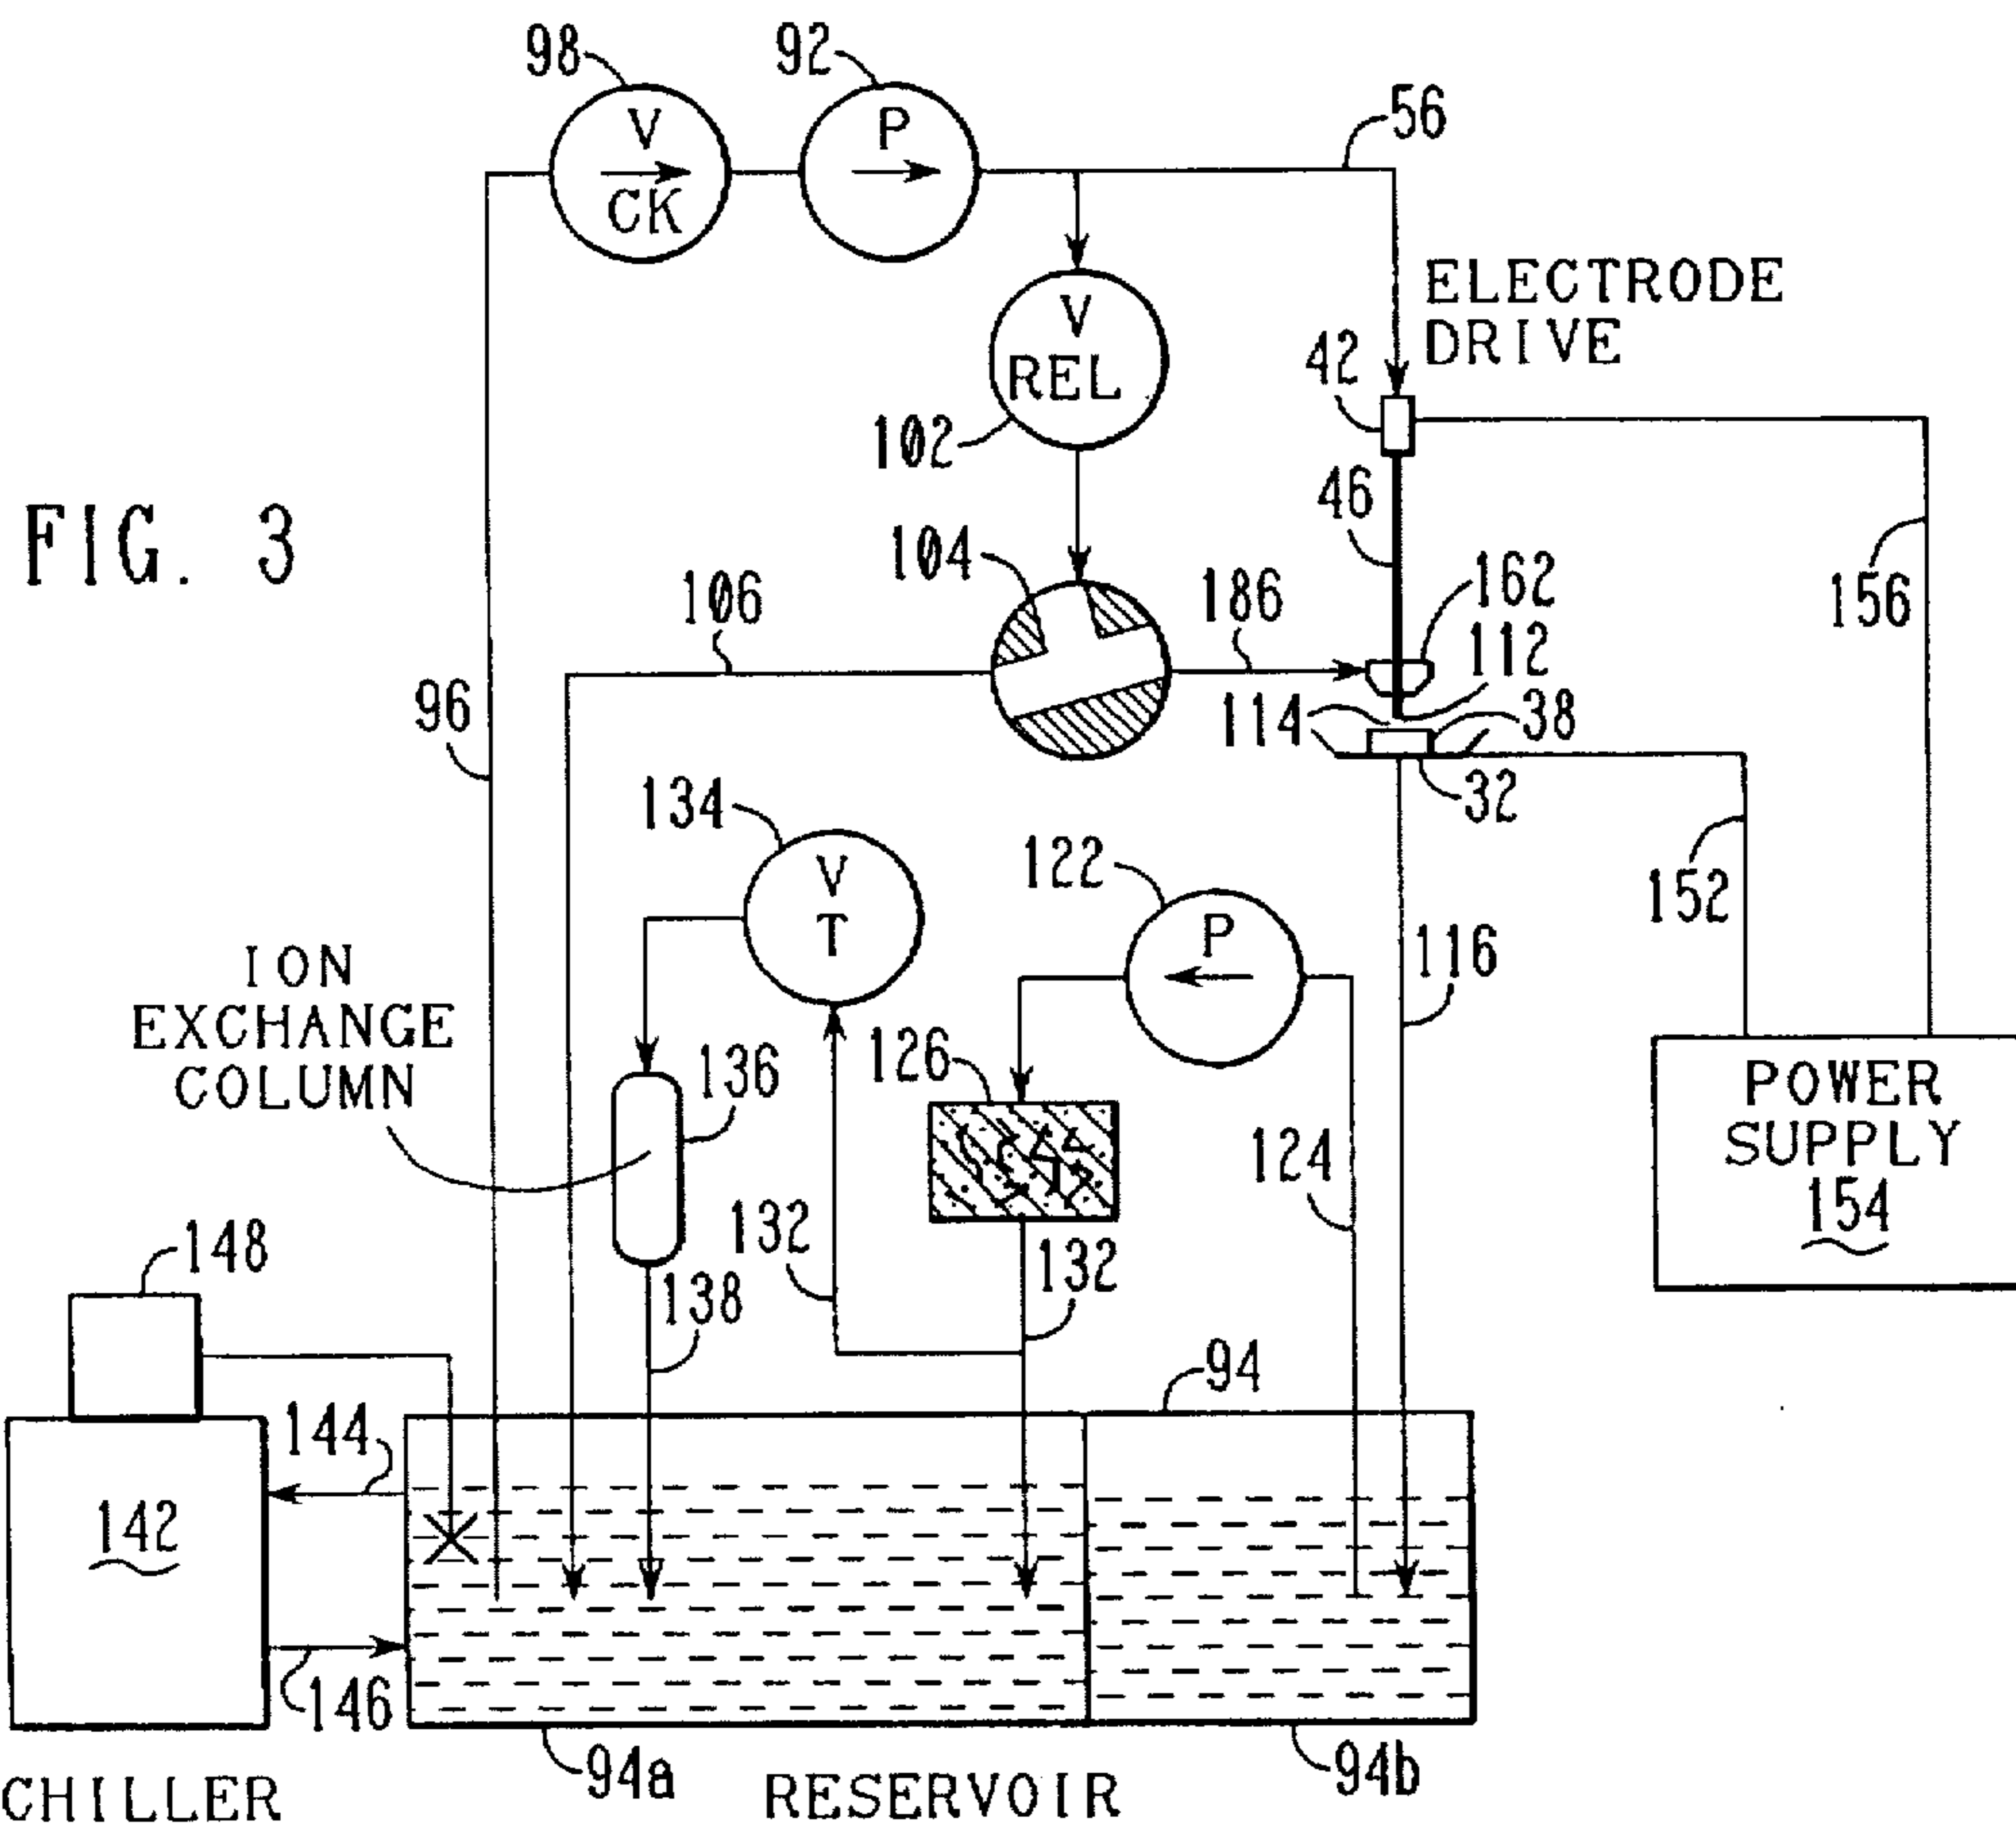 98
92
56
V
CK
P
ELECTRODE
DRIVE
V
REL
42
102
46
FIG. 3
104
106
186
162
112
156
96
114
38
32
134
V
T
122
P
152
116
ION
EXCHANGE
COLUMN
136
126
POWER
SUPPLY
154
124
148
132
132
138
94
144
142
146
94a
94b
CHILLER
RESERVOIR